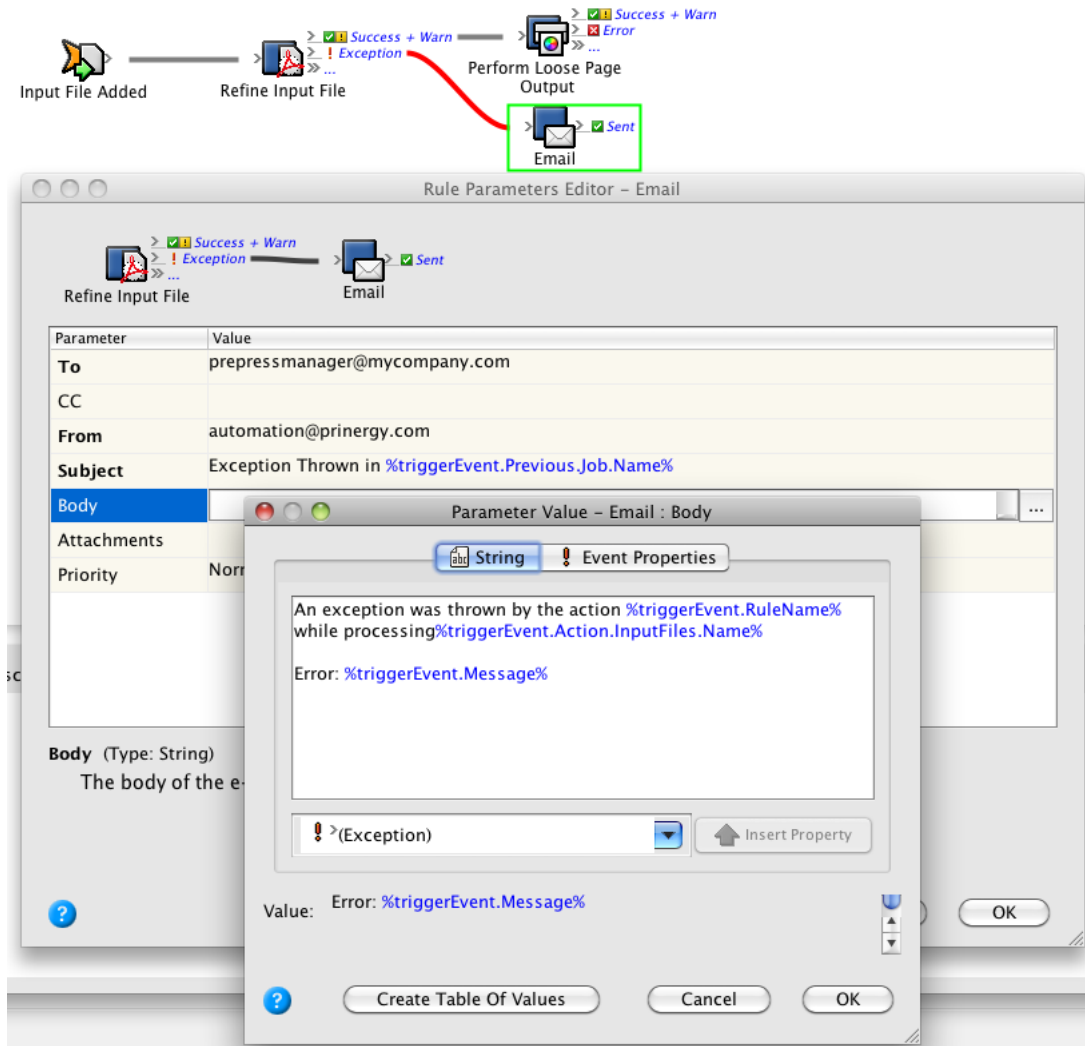 Success + Warn
Error
...
Success + Warn
Exception
...
Input File Added
Refine Input File
Perform Loose Page
Output
Sent
Email
Rule Parameters Editor – Email
Success + Warn
Exception
...
Sent
Refine Input File
Email
Parameter Value
To prepressmanager@mycompany.com
CC
From automation@prinergy.com
Subject Exception Thrown in %triggerEvent.Previous.Job.Name%
Body ...
Parameter Value – Email : Body
Attachments
abc String Event Properties
Priority Norr
An exception was thrown by the action %triggerEvent.RuleName%
while processing%triggerEvent.Action.InputFiles.Name%
Error: %triggerEvent.Message%
sc
Body (Type: String)
The body of the e-
(Exception)
Insert Property
Value: Error: %triggerEvent.Message%
? OK
? Create Table Of Values Cancel OK